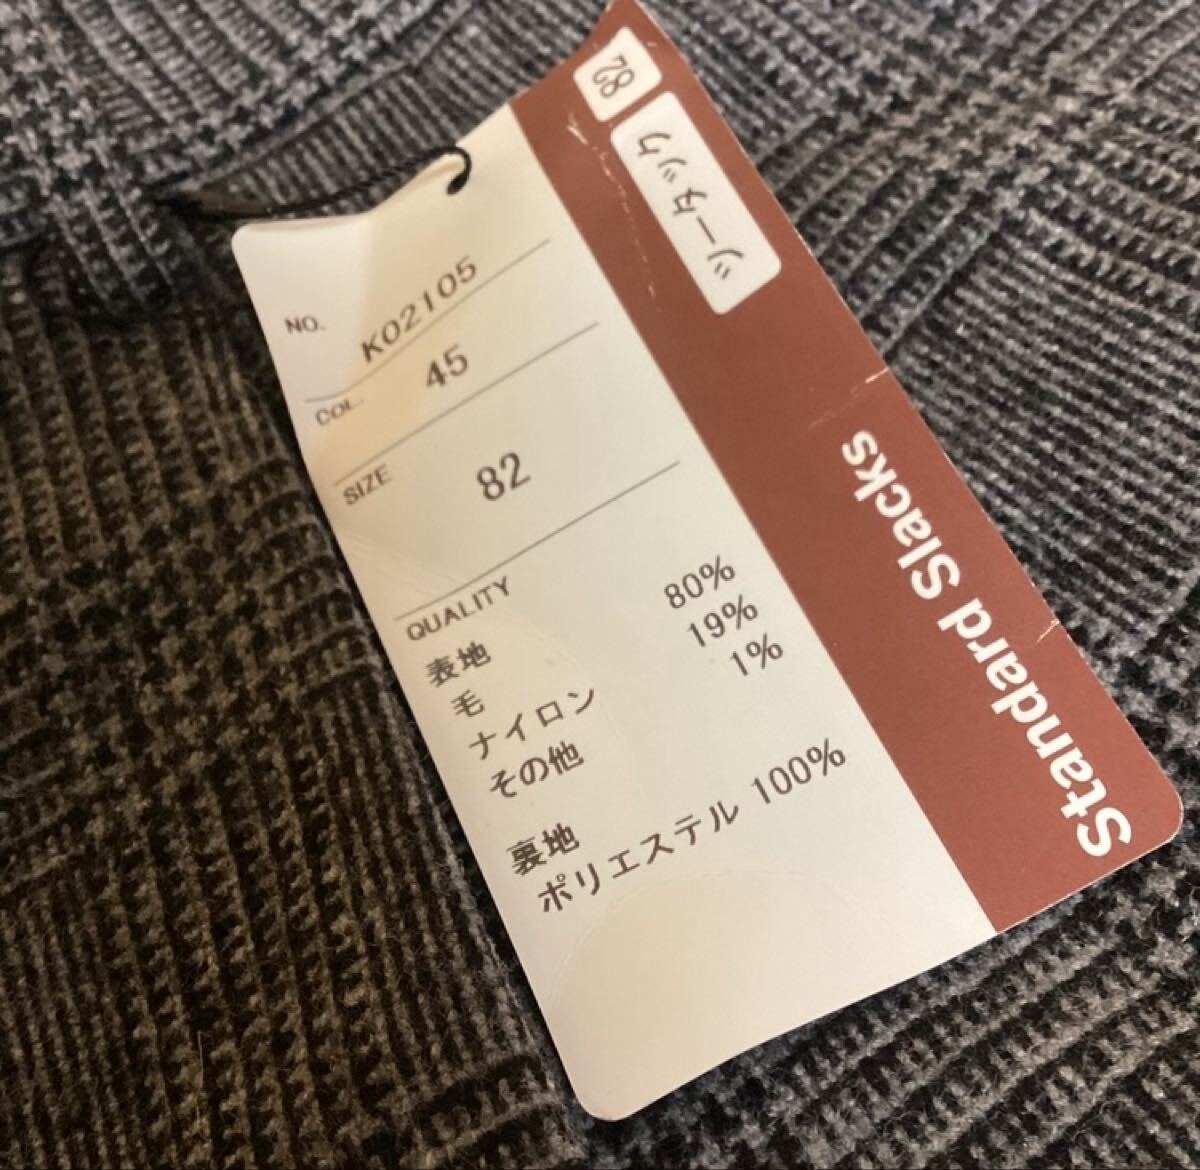 NO. K02105
COL. 45
SIZE 82
QUALITY
表地
毛 80%
ナイロン 19%
その他 1%
裏地
ポリエステル 100%
82
ツータック
Standard Slacks